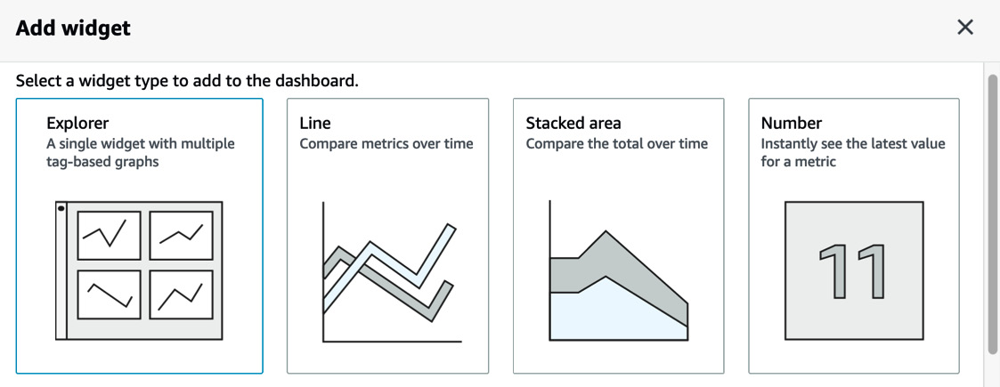 Add widget
Select a widget type to add to the dashboard.
Explorer
A single widget with multiple
tag-based graphs
Line
Compare metrics over time
Stacked area
Compare the total over time
Number
Instantly see the latest value
for a metric
11